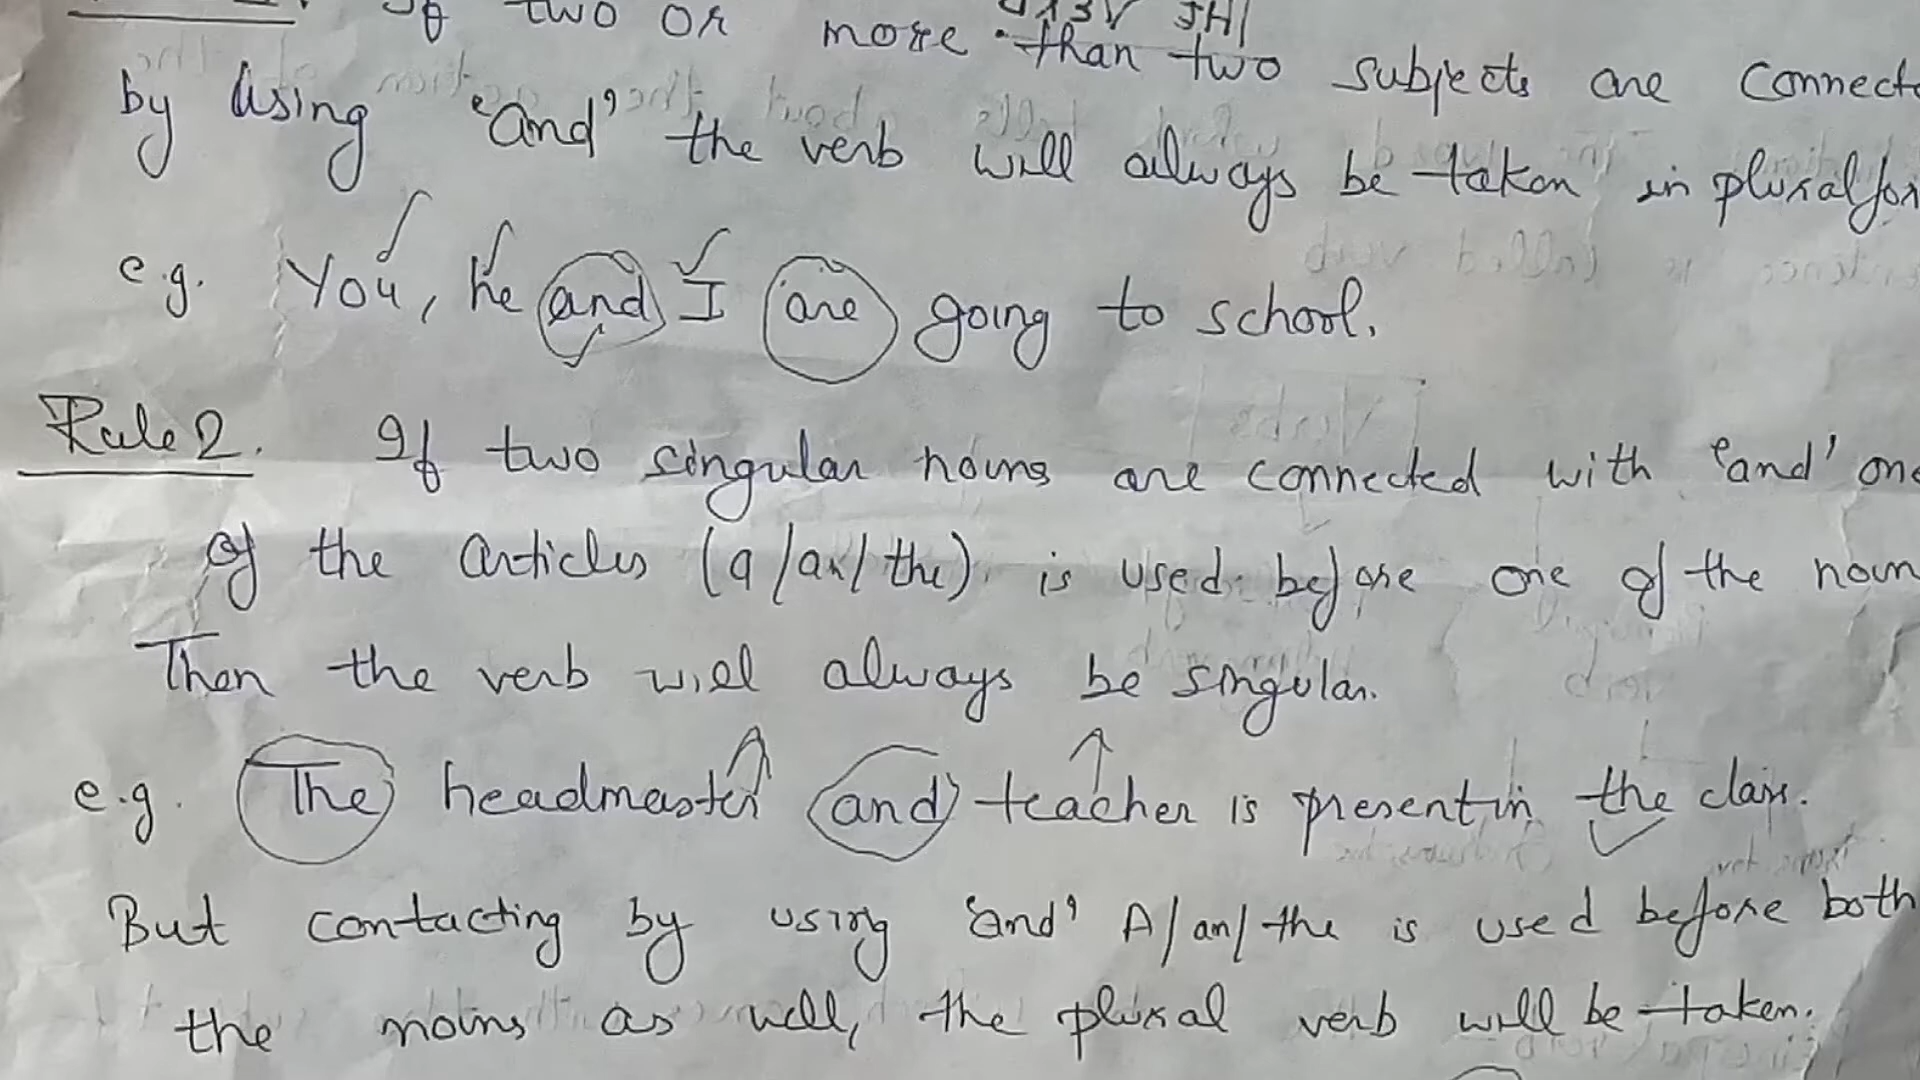 If two or more than two subjects are connect
by using 'and' the verb will always be taken in plural for
e.g. You, he and I are going to school.
Rule 2. If two singular nouns are connected with 'and' one
of the articles (a/an/the) is used before one of the noun
Then the verb will always be singular.
e.g. The headmaster and teacher is present in the class.
But contacting by using 'and' A/an/the is used before both
the nouns as well, the plural verb will be taken.